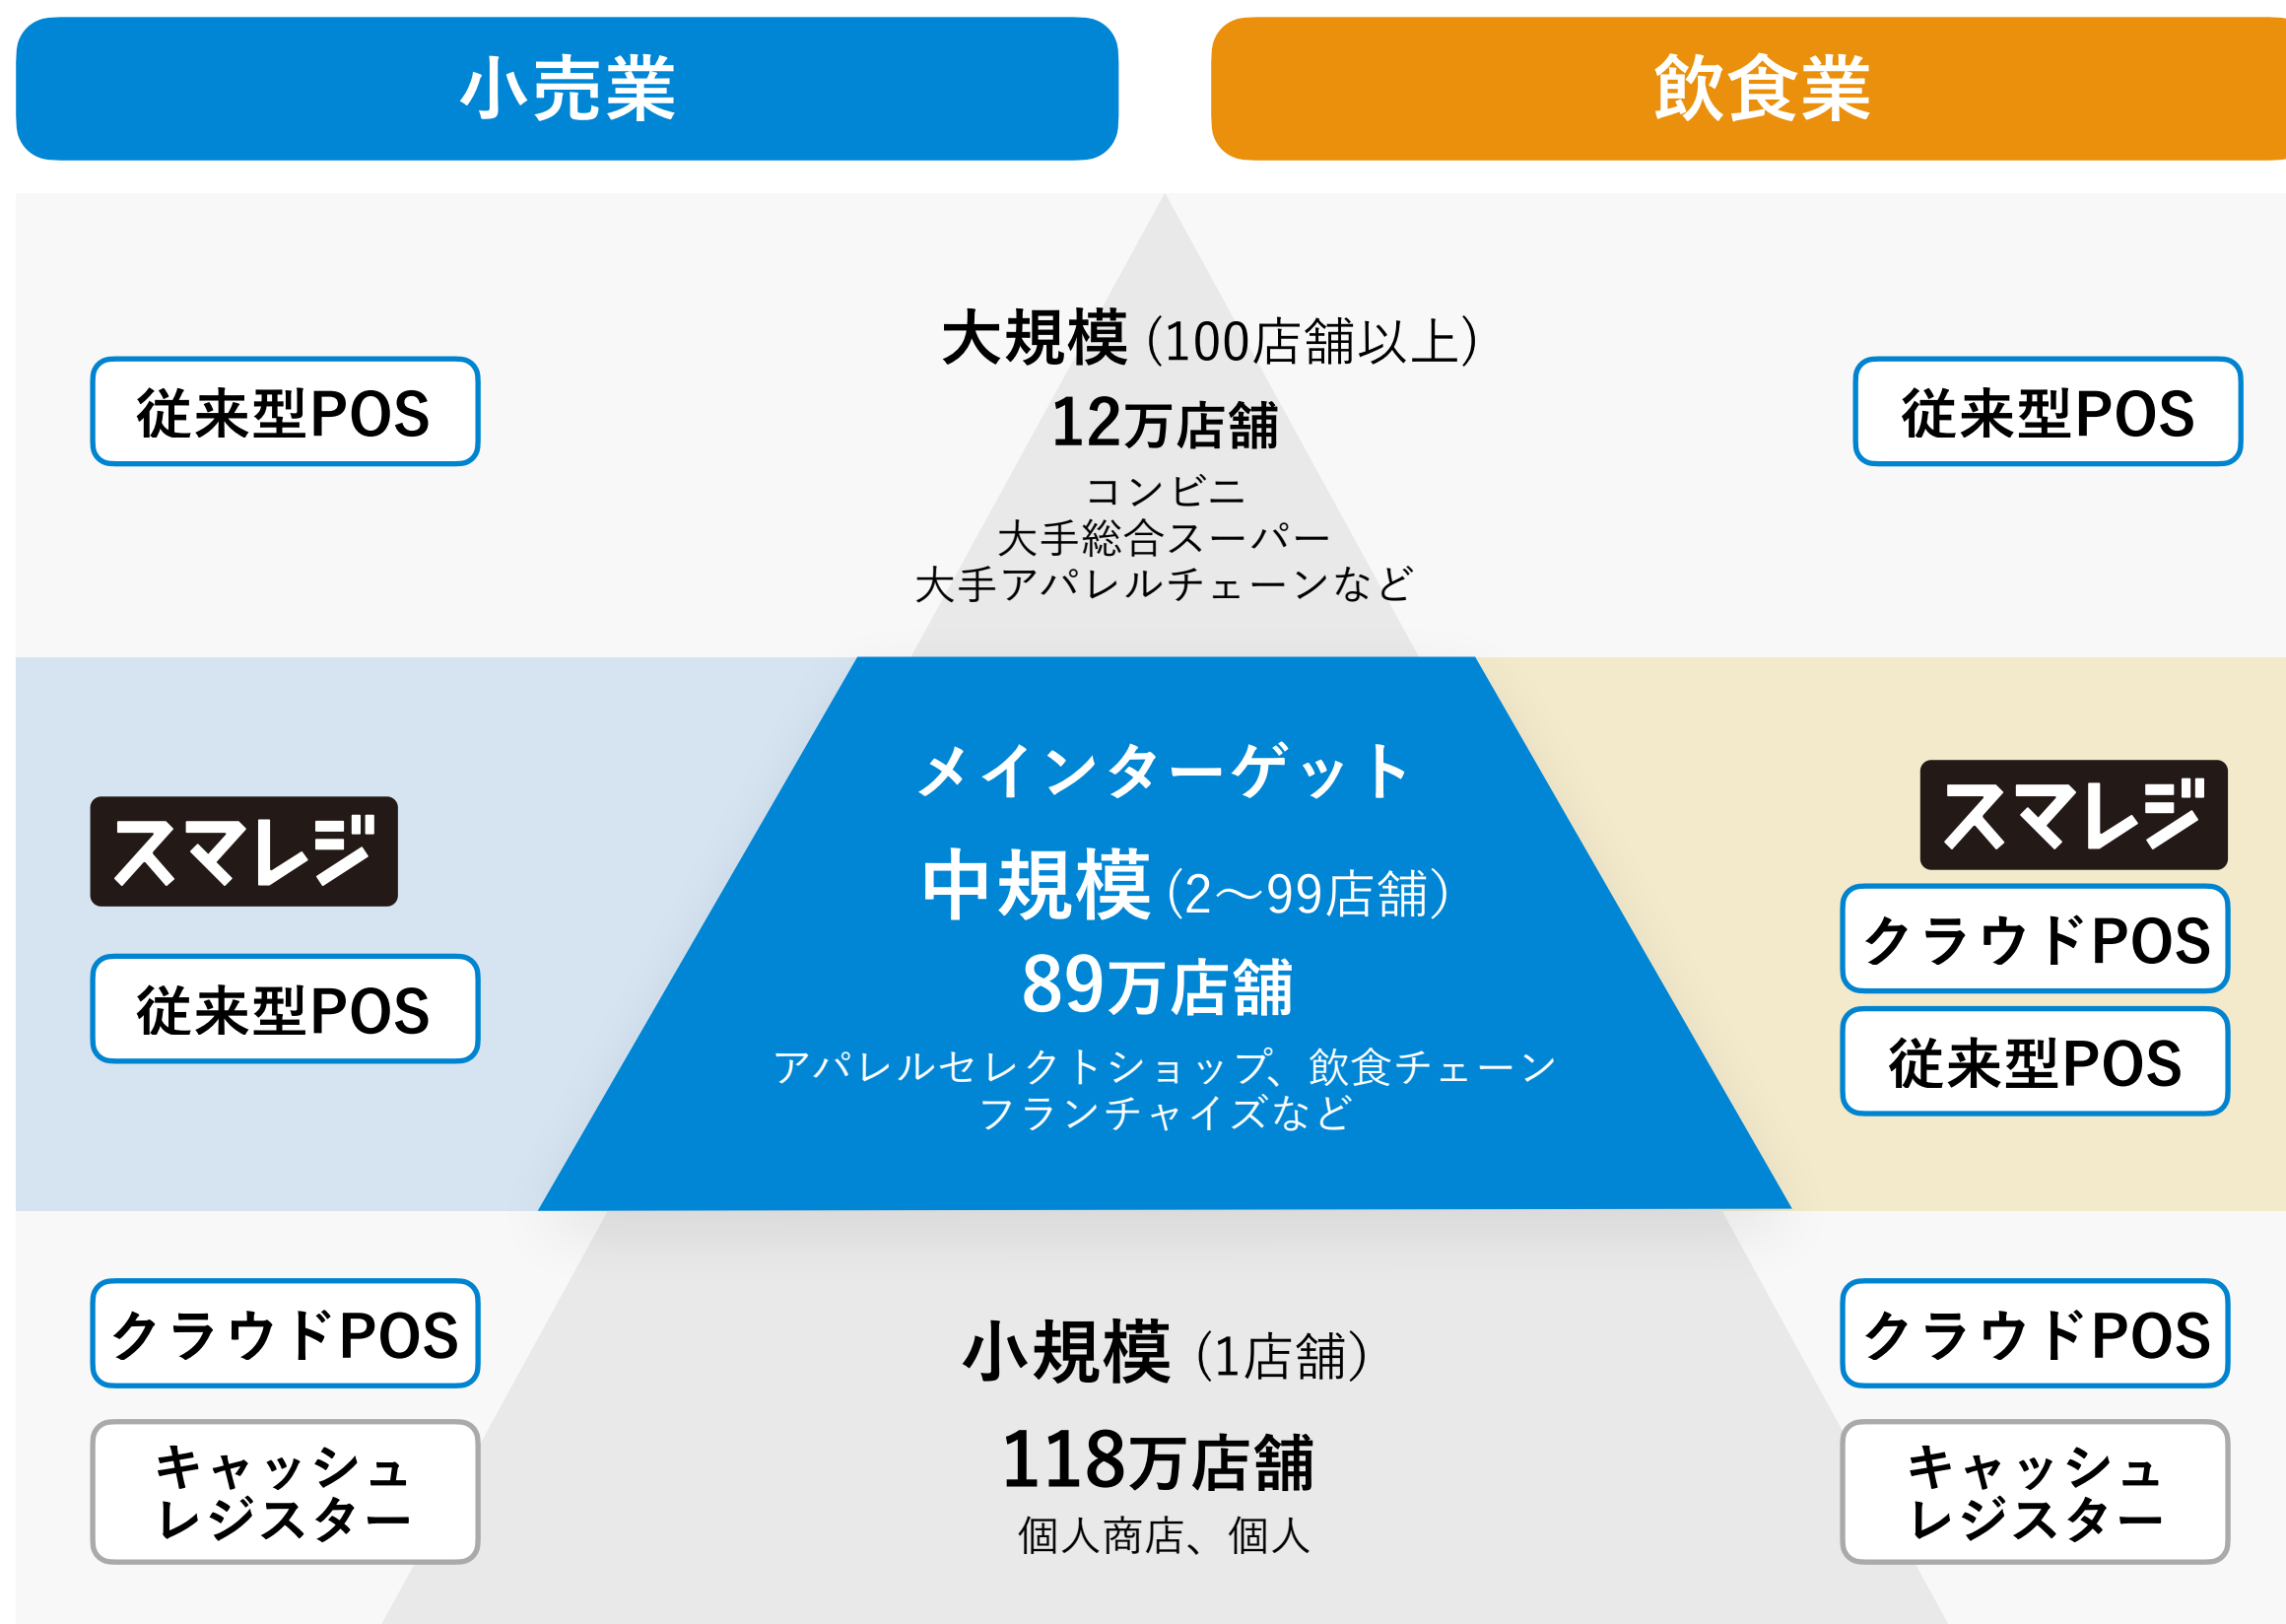 小売業
飲食業
従来型POS
大規模（100店舗以上）
12万店舗
コンビニ
大手総合スーパー
大手アパレルチェーンなど
従来型POS
スマレジ
従来型POS
メインターゲット
中規模（2〜99店舗）
89万店舗
アパレルセレクトショップ、飲食チェーン
フランチャイズなど
スマレジ
クラウドPOS
従来型POS
クラウドPOS
キャッシュ
レジスター
小規模（1店舗）
118万店舗
個人商店、個人
クラウドPOS
キャッシュ
レジスター